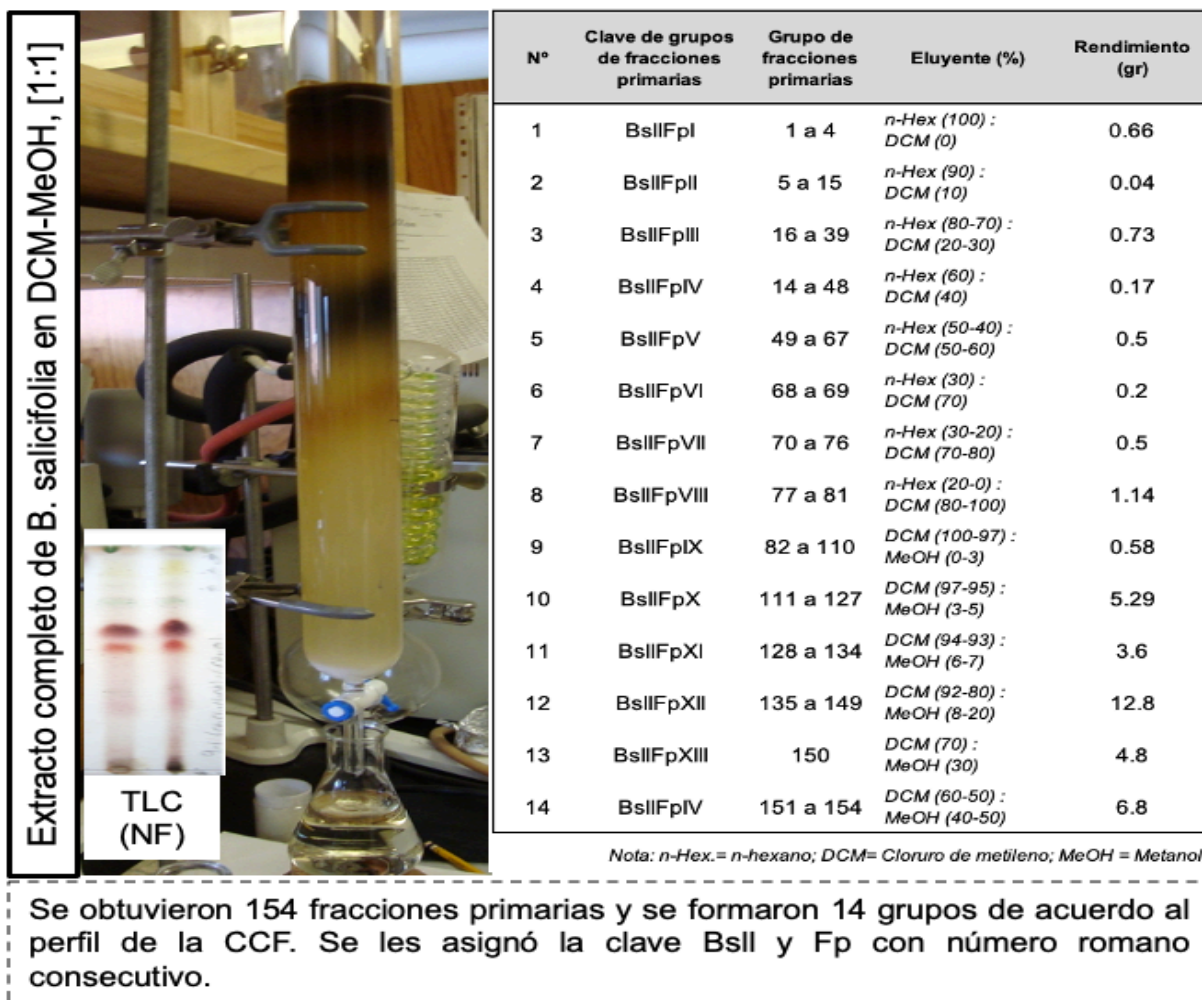 Extracto completo de B. salicifolia en DCM-MeOH, [1:1]
TLC
(NF)
Nº Clave de grupos de fracciones primarias Grupo de fracciones primarias Eluyente (%) Rendimiento (gr)
1 BsIIFpI 1 a 4 n-Hex (100) : DCM (0) 0.66
2 BsIIFpII 5 a 15 n-Hex (90) : DCM (10) 0.04
3 BsIIFpIII 16 a 39 n-Hex (80-70) : DCM (20-30) 0.73
4 BsIIFpIV 14 a 48 n-Hex (60) : DCM (40) 0.17
5 BsIIFpV 49 a 67 n-Hex (50-40) : DCM (50-60) 0.5
6 BsIIFpVI 68 a 69 n-Hex (30) : DCM (70) 0.2
7 BsIIFpVII 70 a 76 n-Hex (30-20) : DCM (70-80) 0.5
8 BsIIFpVIII 77 a 81 n-Hex (20-0) : DCM (80-100) 1.14
9 BsIIFpIX 82 a 110 DCM (100-97) : MeOH (0-3) 0.58
10 BsIIFpX 111 a 127 DCM (97-95) : MeOH (3-5) 5.29
11 BsIIFpXI 128 a 134 DCM (94-93) : MeOH (6-7) 3.6
12 BsIIFpXII 135 a 149 DCM (92-80) : MeOH (8-20) 12.8
13 BsIIFpXIII 150 DCM (70) : MeOH (30) 4.8
14 BsIIFpIV 151 a 154 DCM (60-50) : MeOH (40-50) 6.8
Nota: n-Hex.= n-hexano; DCM= Cloruro de metileno; MeOH = Metanol
Se obtuvieron 154 fracciones primarias y se formaron 14 grupos de acuerdo al
perfil de la CCF. Se les asignó la clave BsII y Fp con número romano
consecutivo.